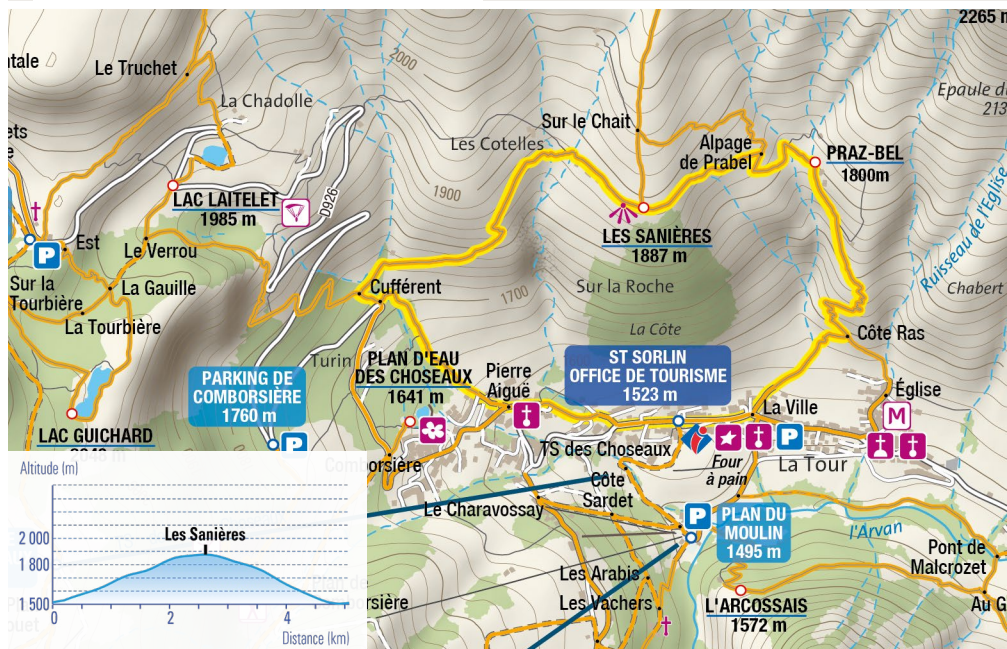 2265 m
ntale
Le Truchet
2000
La Chadolle
Epaule d
213
Sur le Chait
ets
e
Les Cotelles
Alpage
de Prabel
PRAZ-BEL
1800m
1900
D926
LAC LAITELET
1985 m
LES SANIÈRES
1887 m
P
Est
Le Verrou
Ruisseau de l'Eglise
Sur la
Tourbière
La Gauille
Cufférent
1700
Sur la Roche
Chabert
La Tourbière
La Côte
Côte Ras
Turin
PLAN D'EAU
DES CHOSEAUX
1641 m
Pierre
Aiguë
ST SORLIN
OFFICE DE TOURISME
1523 m
PARKING DE
COMBORSIÈRE
1760 m
P
Église
M
La Ville
LAC GUICHARD
TS des Choseaux
P
Four
à pain
La Tour
Comborsière
Côte
Sardet
Le Charavossay
P
PLAN DU
MOULIN
1495 m
l'Arvan
Pont de
Malcrozet
Les Arabis
Les Vachers
L'ARCOSSAIS
1572 m
Au G
borsière
Altitude (m)
Les Sanières
2 000
1 800
1 500
0
2
4
Distance (km)